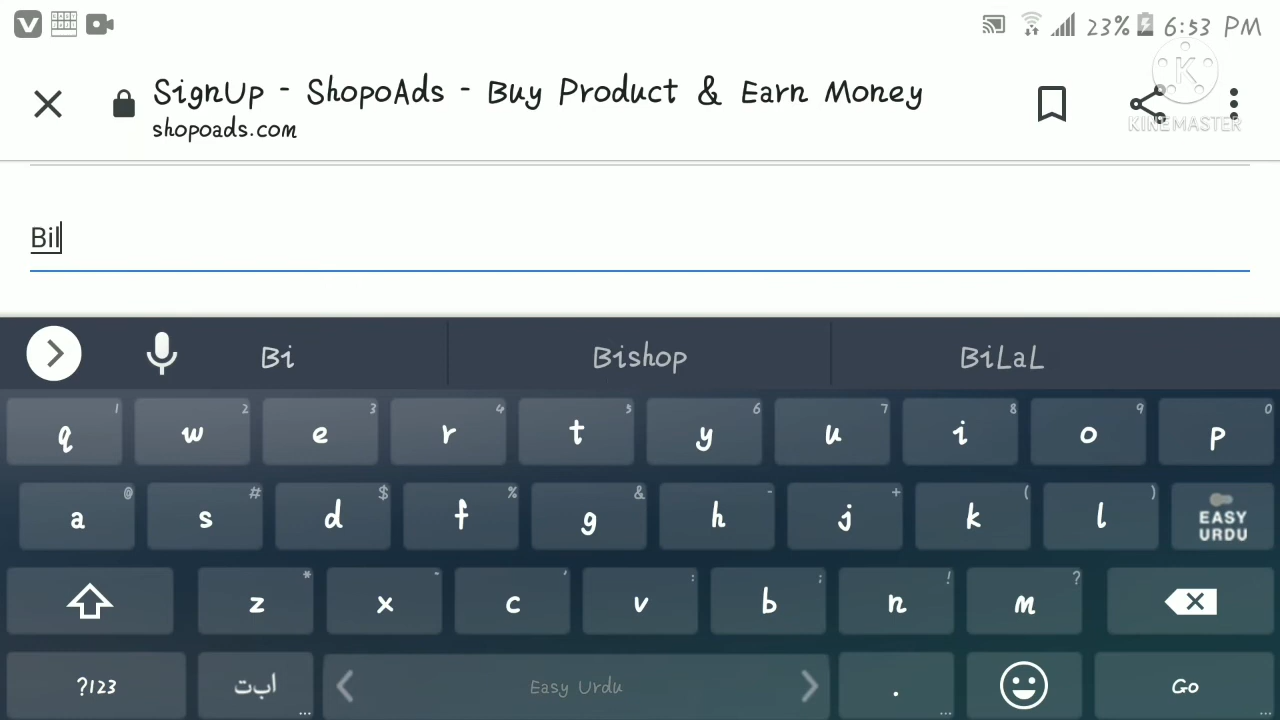 23% 6:53 PM
SignUp - ShopoAds - Buy Product & Earn Money
shopoads.com
K
KINEMASTER
Bil
Bi Bishop BiLaL
q 1 w 2 e 3 r 4 t 5 y 6 u 7 i 8 o 9 p 0
a @ s # d $ f % g & h - j + k ( l ) EASY URDU
z * x - c ' v : b ; n ! m ?
?123 ابت ... Easy Urdu . ... Go ...